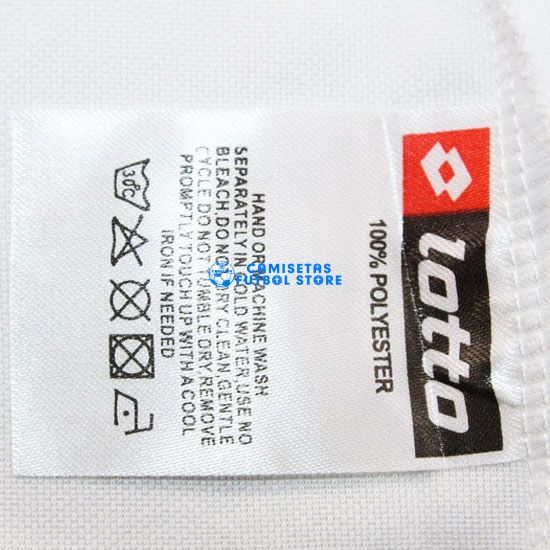 lotto
100% POLYESTER
HAND OR MACHINE WASH
SEPARATELY IN COLD WATER,USE NO
BLEACH,DO NOT DRY CLEAN,GENTLE
CYCLE DO NOT TUMBLE DRY,REMOVE
PROMPTLY TOUCH UP WITH A COOL
IRON IF NEEDED
30°C
CAMISETAS
FUTBOL STORE